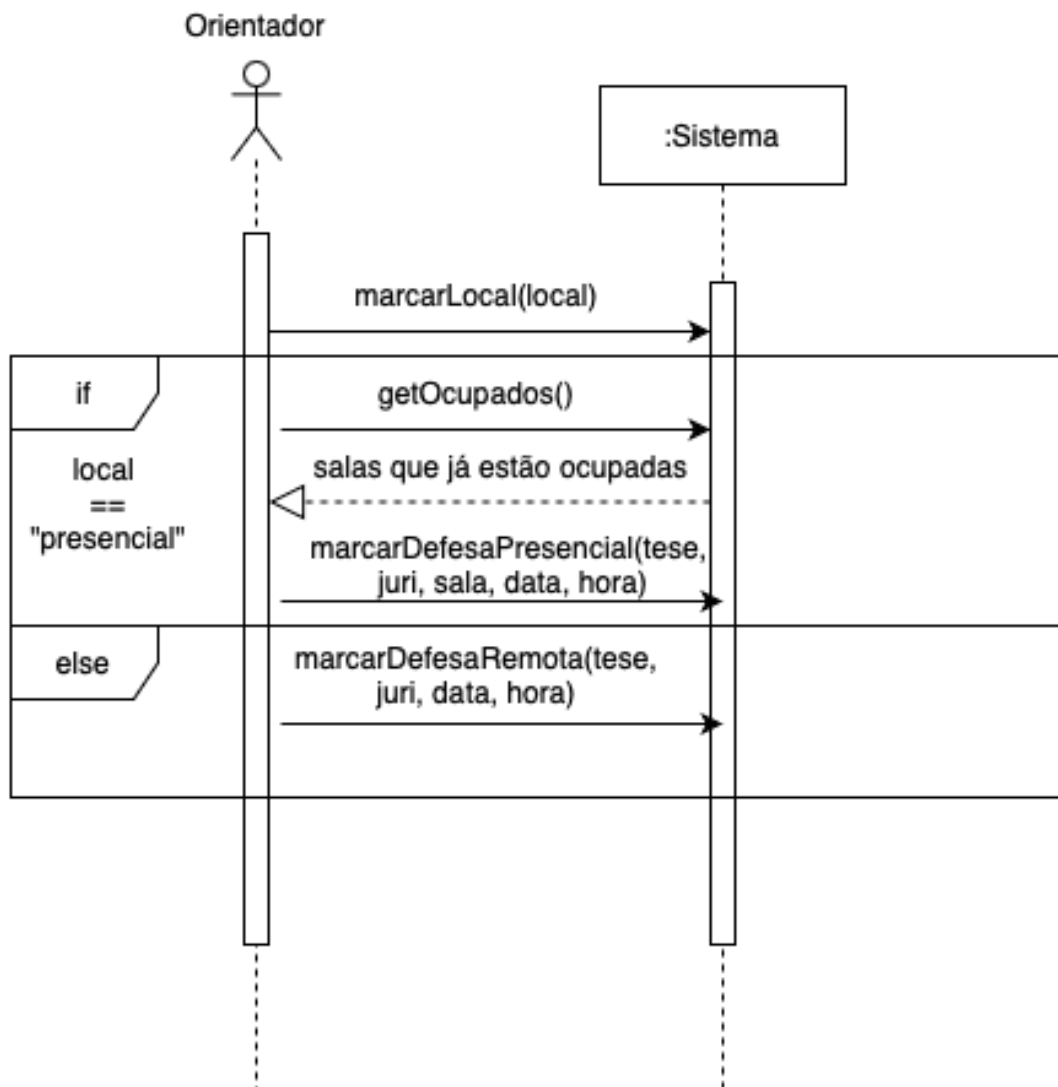 Orientador
:Sistema
marcarLocal(local)
if
getOcupados()
local
==
"presencial"
salas que já estão ocupadas
marcarDefesaPresencial(tese,
juri, sala, data, hora)
else
marcarDefesaRemota(tese,
juri, data, hora)